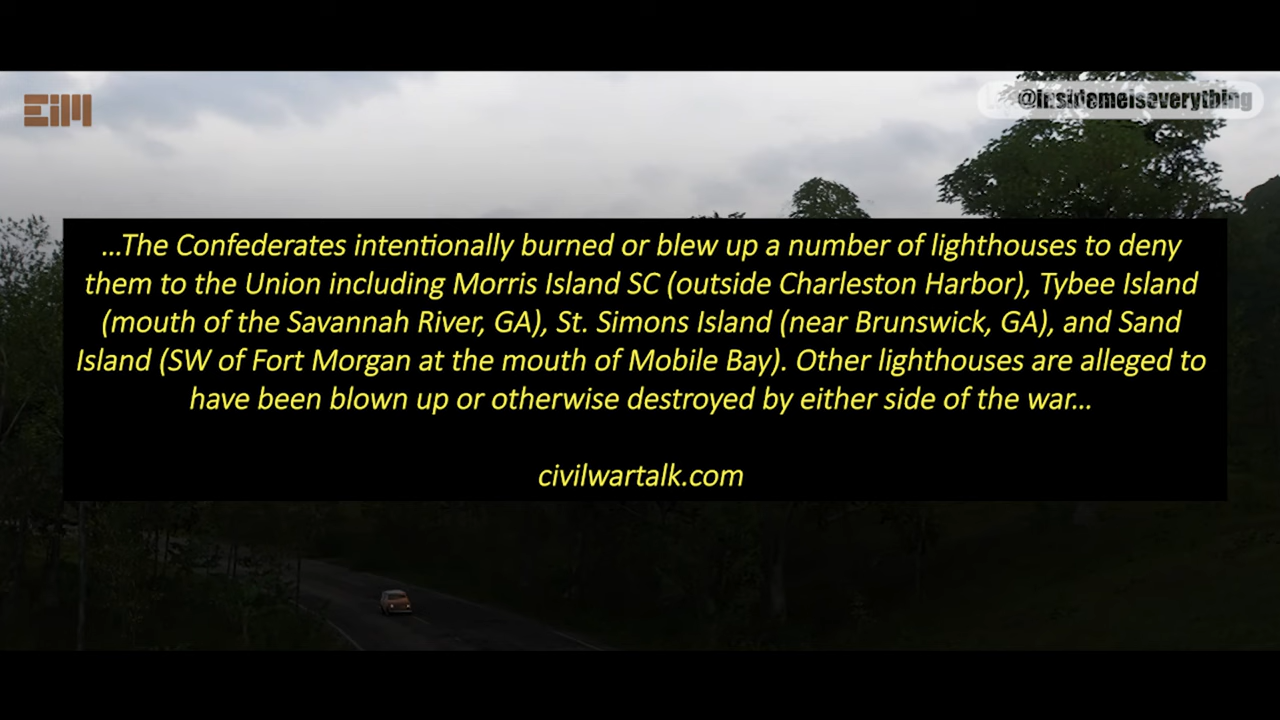 EiM
@insidemeiseverything
...The Confederates intentionally burned or blew up a number of lighthouses to deny
them to the Union including Morris Island SC (outside Charleston Harbor), Tybee Island
(mouth of the Savannah River, GA), St. Simons Island (near Brunswick, GA), and Sand
Island (SW of Fort Morgan at the mouth of Mobile Bay). Other lighthouses are alleged to
have been blown up or otherwise destroyed by either side of the war...
civilwartalk.com